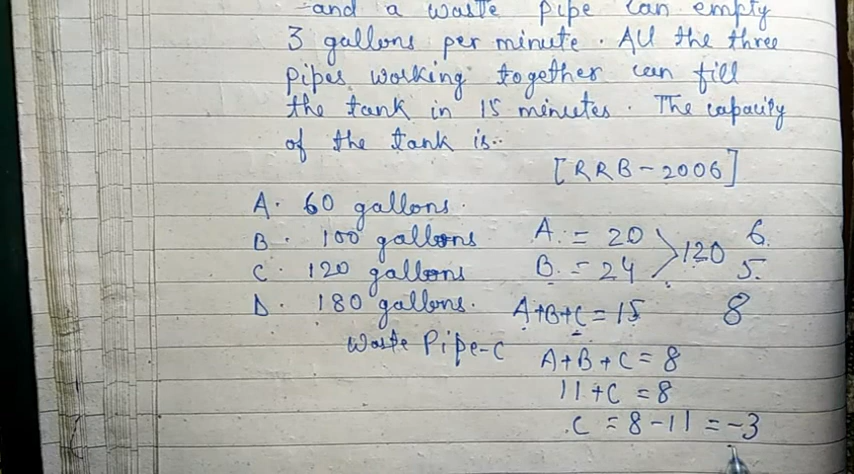 and a waste pipe can empty
3 gallons per minute. All the three
pipes working together can fill
the tank in 15 minutes. The capacity
of the tank is..
[RRB-2006]
A. 60 gallons.
B. 100 gallons
C. 120 gallons
D. 180 gallons.
Waste Pipe-C
A. = 20 > 120 6
B. = 24 5
A+B+C = 15 8
A+B+C = 8
11+C = 8
C = 8-11 = -3